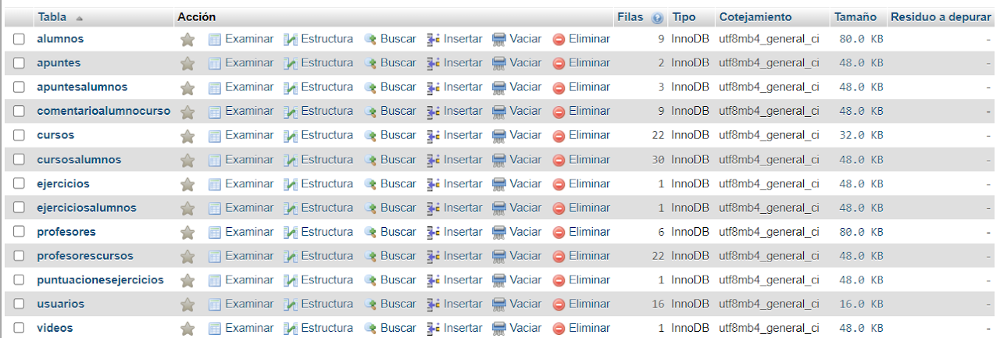 Tabla Acción Filas Tipo Cotejamiento Tamaño Residuo a depurar
alumnos Examinar Estructura Buscar Insertar Vaciar Eliminar 9 InnoDB utf8mb4_general_ci 80.0 KB -
apuntes Examinar Estructura Buscar Insertar Vaciar Eliminar 2 InnoDB utf8mb4_general_ci 48.0 KB -
apuntesalumnos Examinar Estructura Buscar Insertar Vaciar Eliminar 3 InnoDB utf8mb4_general_ci 48.0 KB -
comentarioalumnocurso Examinar Estructura Buscar Insertar Vaciar Eliminar 9 InnoDB utf8mb4_general_ci 48.0 KB -
cursos Examinar Estructura Buscar Insertar Vaciar Eliminar 22 InnoDB utf8mb4_general_ci 32.0 KB -
cursosalumnos Examinar Estructura Buscar Insertar Vaciar Eliminar 30 InnoDB utf8mb4_general_ci 48.0 KB -
ejercicios Examinar Estructura Buscar Insertar Vaciar Eliminar 1 InnoDB utf8mb4_general_ci 48.0 KB -
ejerciciosalumnos Examinar Estructura Buscar Insertar Vaciar Eliminar 1 InnoDB utf8mb4_general_ci 48.0 KB -
profesores Examinar Estructura Buscar Insertar Vaciar Eliminar 6 InnoDB utf8mb4_general_ci 80.0 KB -
profesorescursos Examinar Estructura Buscar Insertar Vaciar Eliminar 22 InnoDB utf8mb4_general_ci 48.0 KB -
puntuacionesejercicios Examinar Estructura Buscar Insertar Vaciar Eliminar 1 InnoDB utf8mb4_general_ci 48.0 KB -
usuarios Examinar Estructura Buscar Insertar Vaciar Eliminar 16 InnoDB utf8mb4_general_ci 16.0 KB -
videos Examinar Estructura Buscar Insertar Vaciar Eliminar 1 InnoDB utf8mb4_general_ci 48.0 KB -